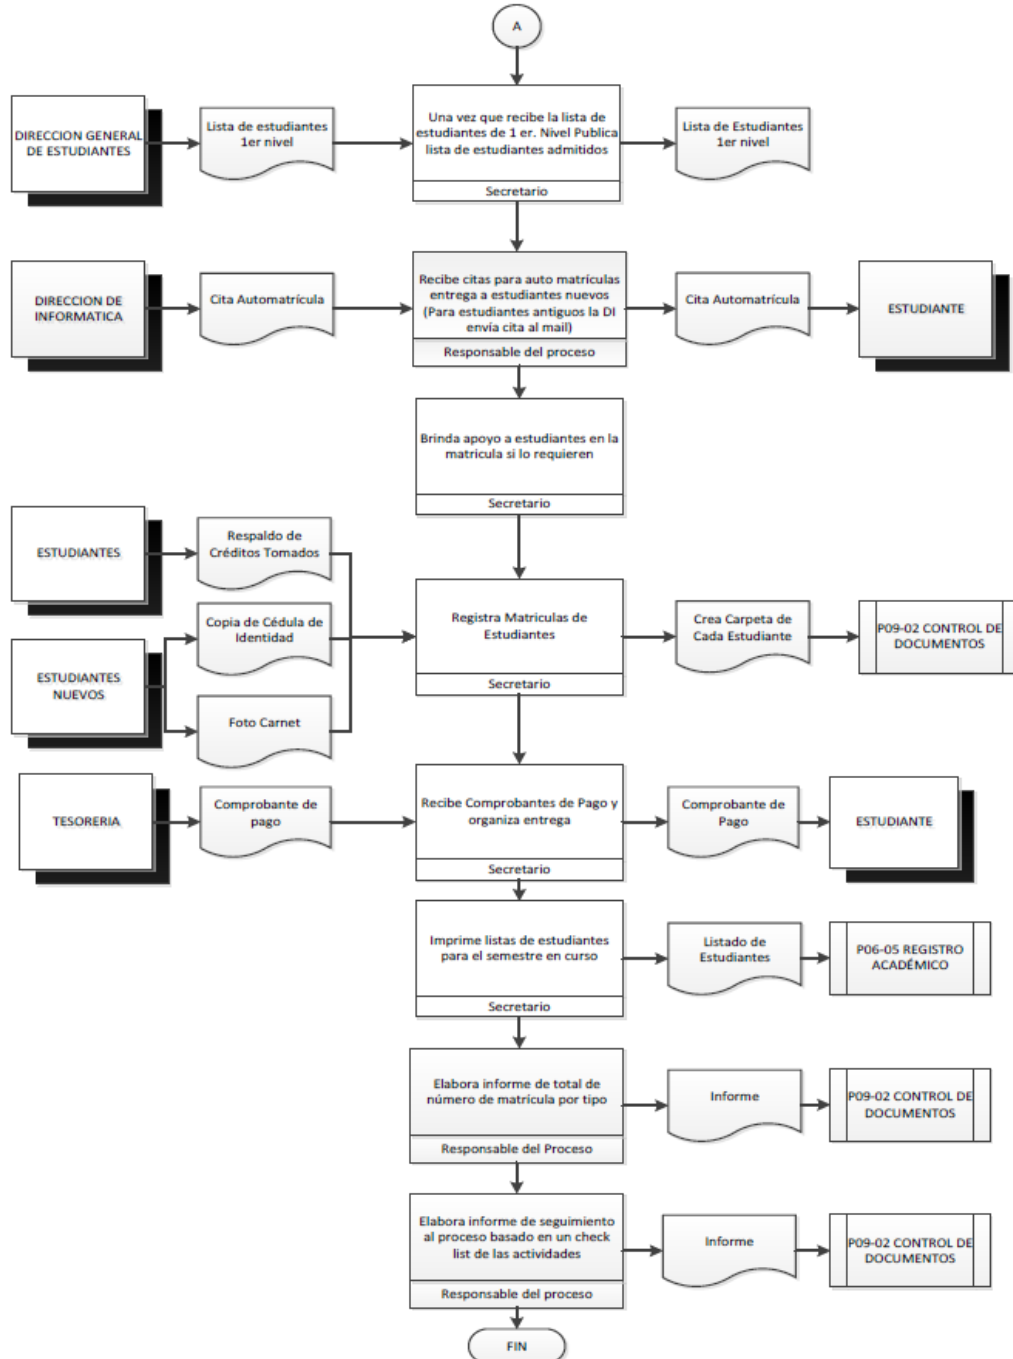 A
DIRECCION GENERAL
DE ESTUDIANTES
Lista de estudiantes
1er nivel
Una vez que recibe la lista de
estudiantes de 1 er. Nivel Publica
lista de estudiantes admitidos
Secretario
Lista de Estudiantes
1er nivel
DIRECCION DE
INFORMATICA
Cita Automatrícula
Recibe citas para auto matrículas
entrega a estudiantes nuevos
(Para estudiantes antiguos la DI
envía cita al mail)
Responsable del proceso
Cita Automatrícula
ESTUDIANTE
Brinda apoyo a estudiantes en la
matricula si lo requieren
Secretario
ESTUDIANTES
Respaldo de
Créditos Tomados
ESTUDIANTES
NUEVOS
Copia de Cédula de
Identidad
Foto Carnet
Registra Matriculas de
Estudiantes
Secretario
Crea Carpeta de
Cada Estudiante
P09-02 CONTROL DE
DOCUMENTOS
TESORERIA
Comprobante de
pago
Recibe Comprobantes de Pago y
organiza entrega
Secretario
Comprobante de
Pago
ESTUDIANTE
Imprime listas de estudiantes
para el semestre en curso
Secretario
Listado de
Estudiantes
P06-05 REGISTRO
ACADÉMICO
Elabora informe de total de
número de matrícula por tipo
Responsable del Proceso
Informe
P09-02 CONTROL DE
DOCUMENTOS
Elabora informe de seguimiento
al proceso basado en un check
list de las actividades
Responsable del proceso
Informe
P09-02 CONTROL DE
DOCUMENTOS
FIN